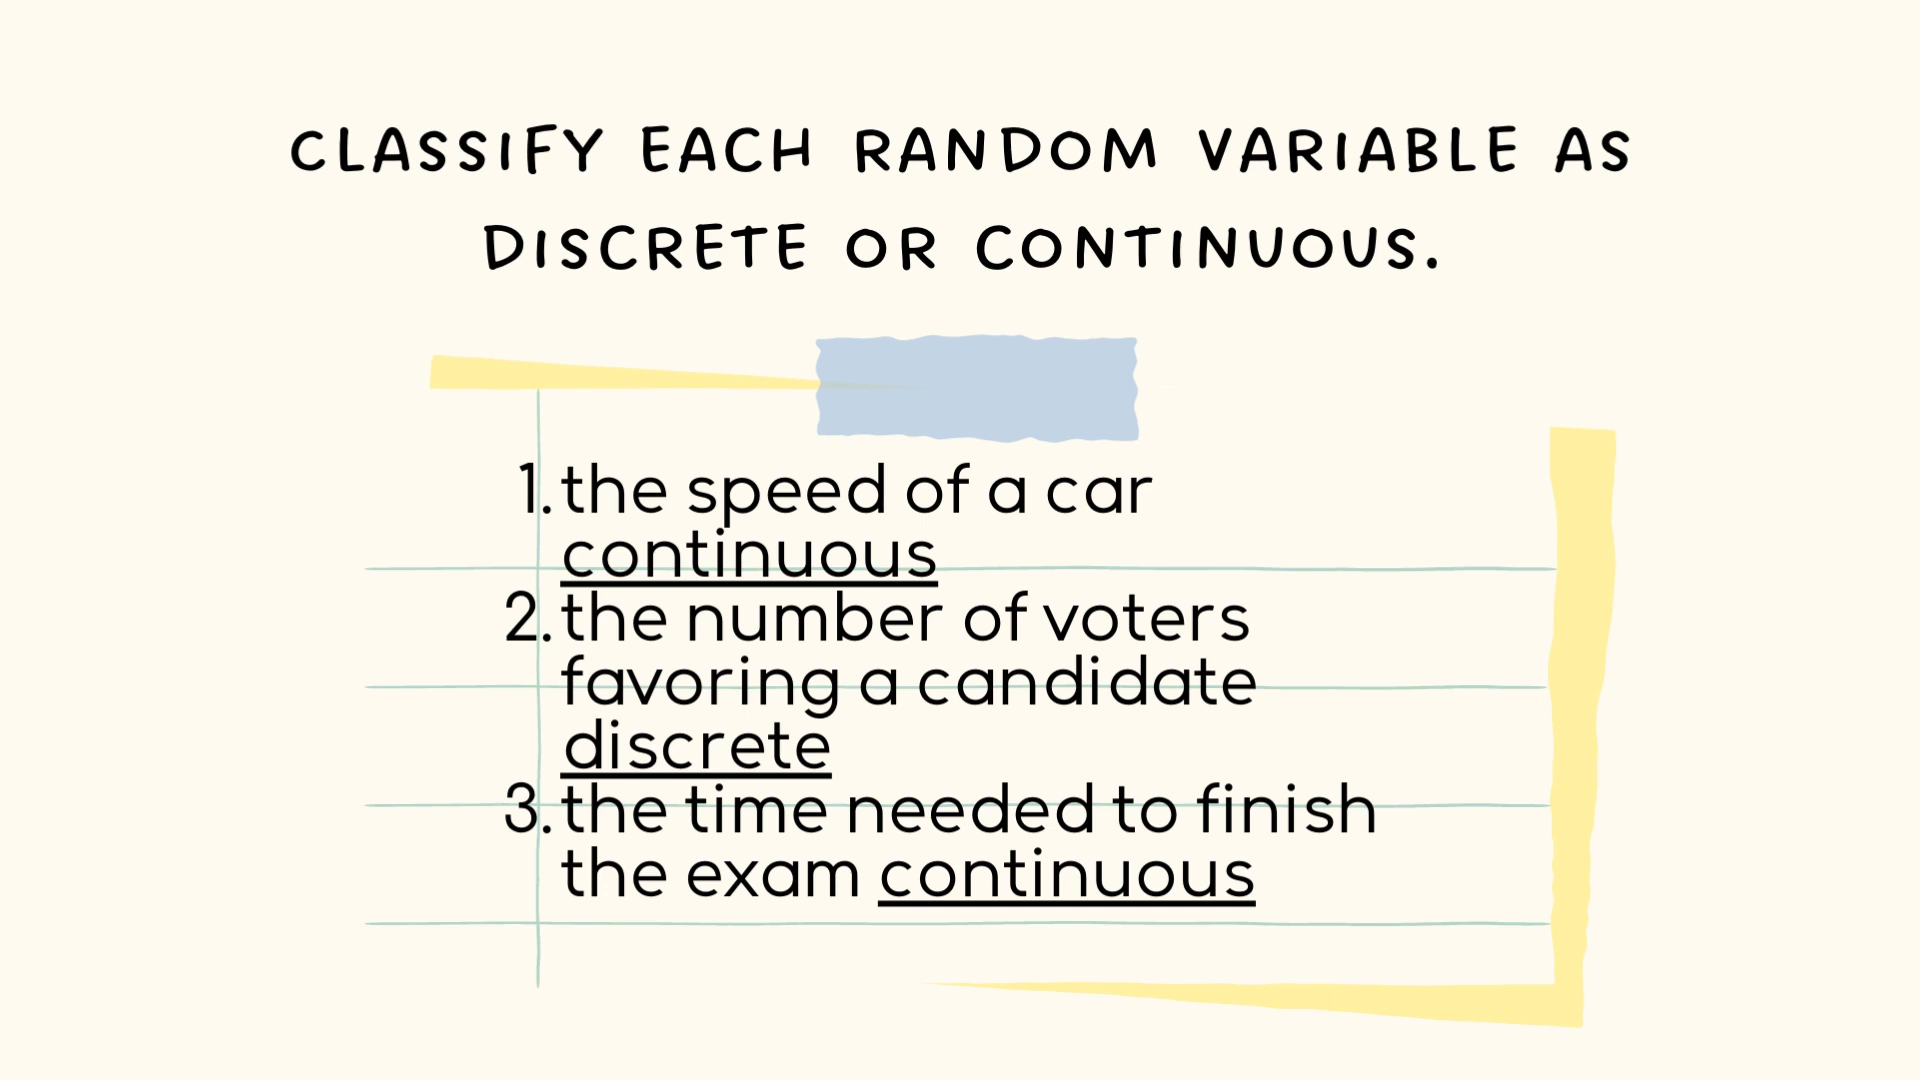 CLASSIFY EACH RANDOM VARIABLE AS
DISCRETE OR CONTINUOUS.
1. the speed of a car
continuous
2. the number of voters
favoring a candidate
discrete
3. the time needed to finish
the exam continuous